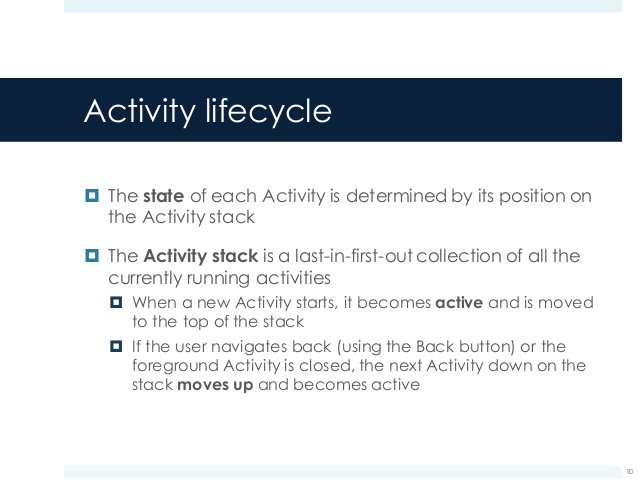 Activity lifecycle
The state of each Activity is determined by its position on
the Activity stack
The Activity stack is a last-in-first-out collection of all the
currently running activities
When a new Activity starts, it becomes active and is moved
to the top of the stack
If the user navigates back (using the Back button) or the
foreground Activity is closed, the next Activity down on the
stack moves up and becomes active
10